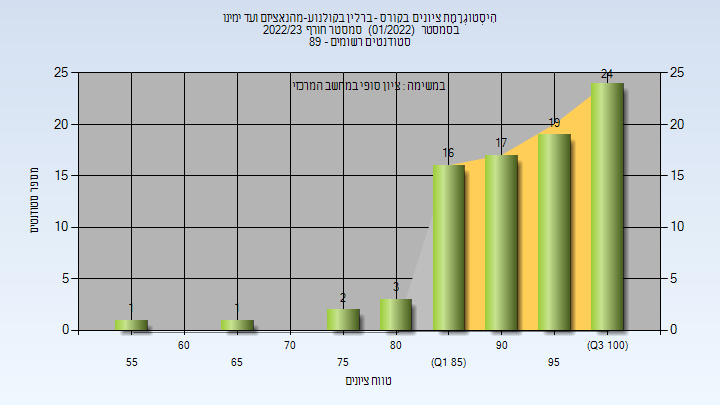 היסטוגרמת ציונים בקורס - ברלין בקולנוע-מהנאציזם ועד ימינו
בסמסטר (01/2022) סמסטר חורף 2022/23
סטודנטים רשומים - 89
במשימה : ציון סופי במחשב המרכזי
מספר סטודנטים
25 25
20 20
15 15
10 10
5 5
0 0
1 1 2 3 16 17 19 24
60 70 80 90 (Q3 100)
55 65 75 (Q1 85) 95
טווח ציונים